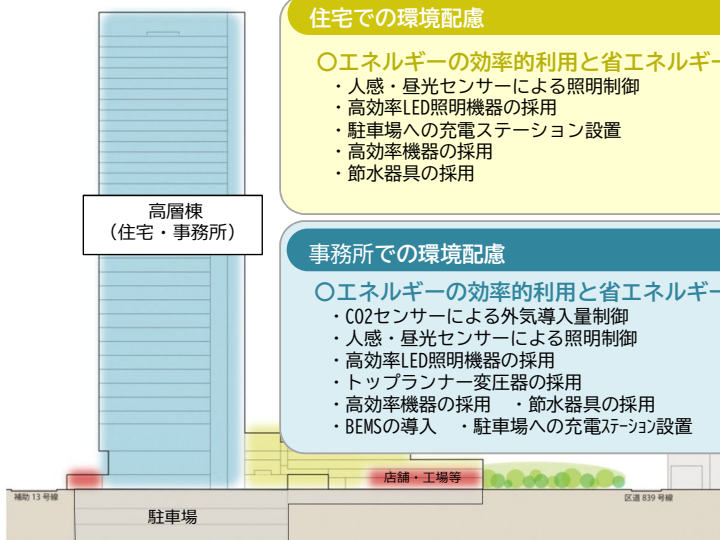 住宅での環境配慮
〇エネルギーの効率的利用と省エネルギー
・人感・昼光センサーによる照明制御
・高効率LED照明機器の採用
・駐車場への充電ステーション設置
・高効率機器の採用
・節水器具の採用
高層棟
（住宅・事務所）
事務所での環境配慮
〇エネルギーの効率的利用と省エネルギー
・CO2センサーによる外気導入量制御
・人感・昼光センサーによる照明制御
・高効率LED照明機器の採用
・トップランナー変圧器の採用
・高効率機器の採用　・節水器具の採用
・BEMSの導入　・駐車場への充電ｽﾃｰｼｮﾝ設置
店舗・工場等
補助 13 号線
区道 839 号線
駐車場